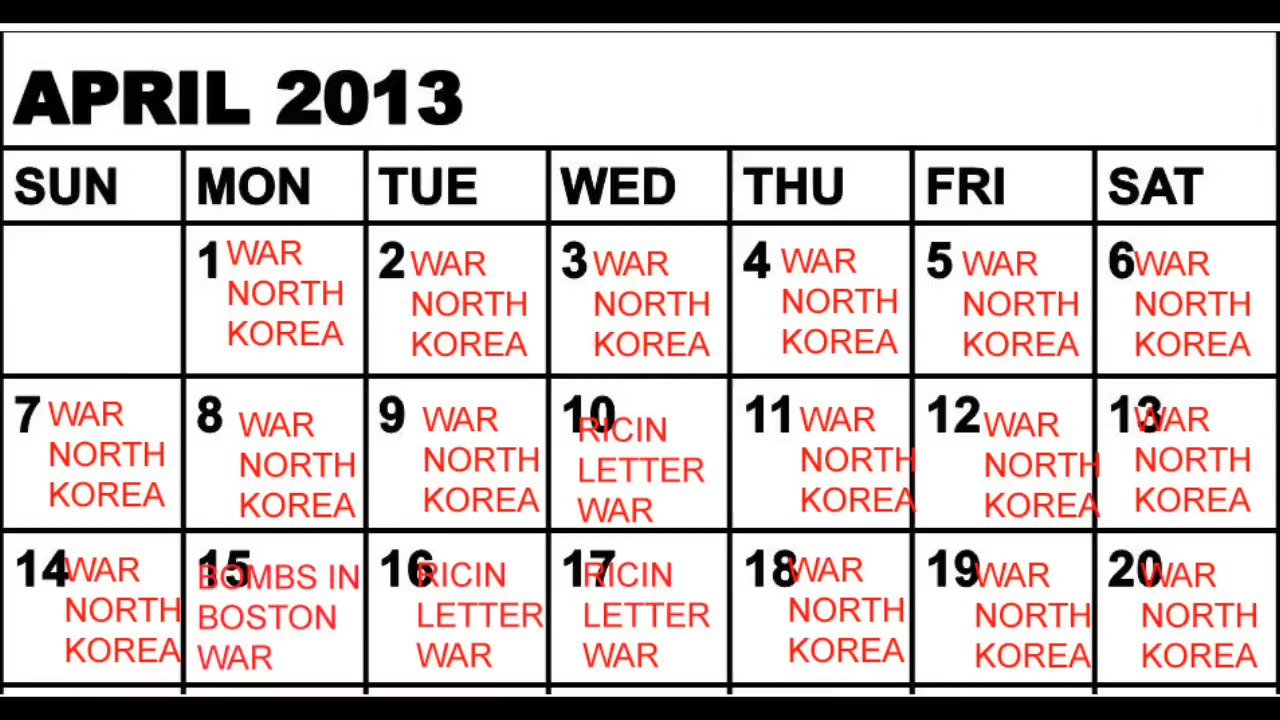 APRIL 2013
SUN MON TUE WED THU FRI SAT
1 WAR NORTH KOREA
2 WAR NORTH KOREA
3 WAR NORTH KOREA
4 WAR NORTH KOREA
5 WAR NORTH KOREA
6 WAR NORTH KOREA
7 WAR NORTH KOREA
8 WAR NORTH KOREA
9 WAR NORTH KOREA
10 RICIN LETTER WAR
11 WAR NORTH KOREA
12 WAR NORTH KOREA
13 WAR NORTH KOREA
14 WAR NORTH KOREA
15 BOMBS IN BOSTON WAR
16 RICIN LETTER WAR
17 RICIN LETTER WAR
18 WAR NORTH KOREA
19 WAR NORTH KOREA
20 WAR NORTH KOREA